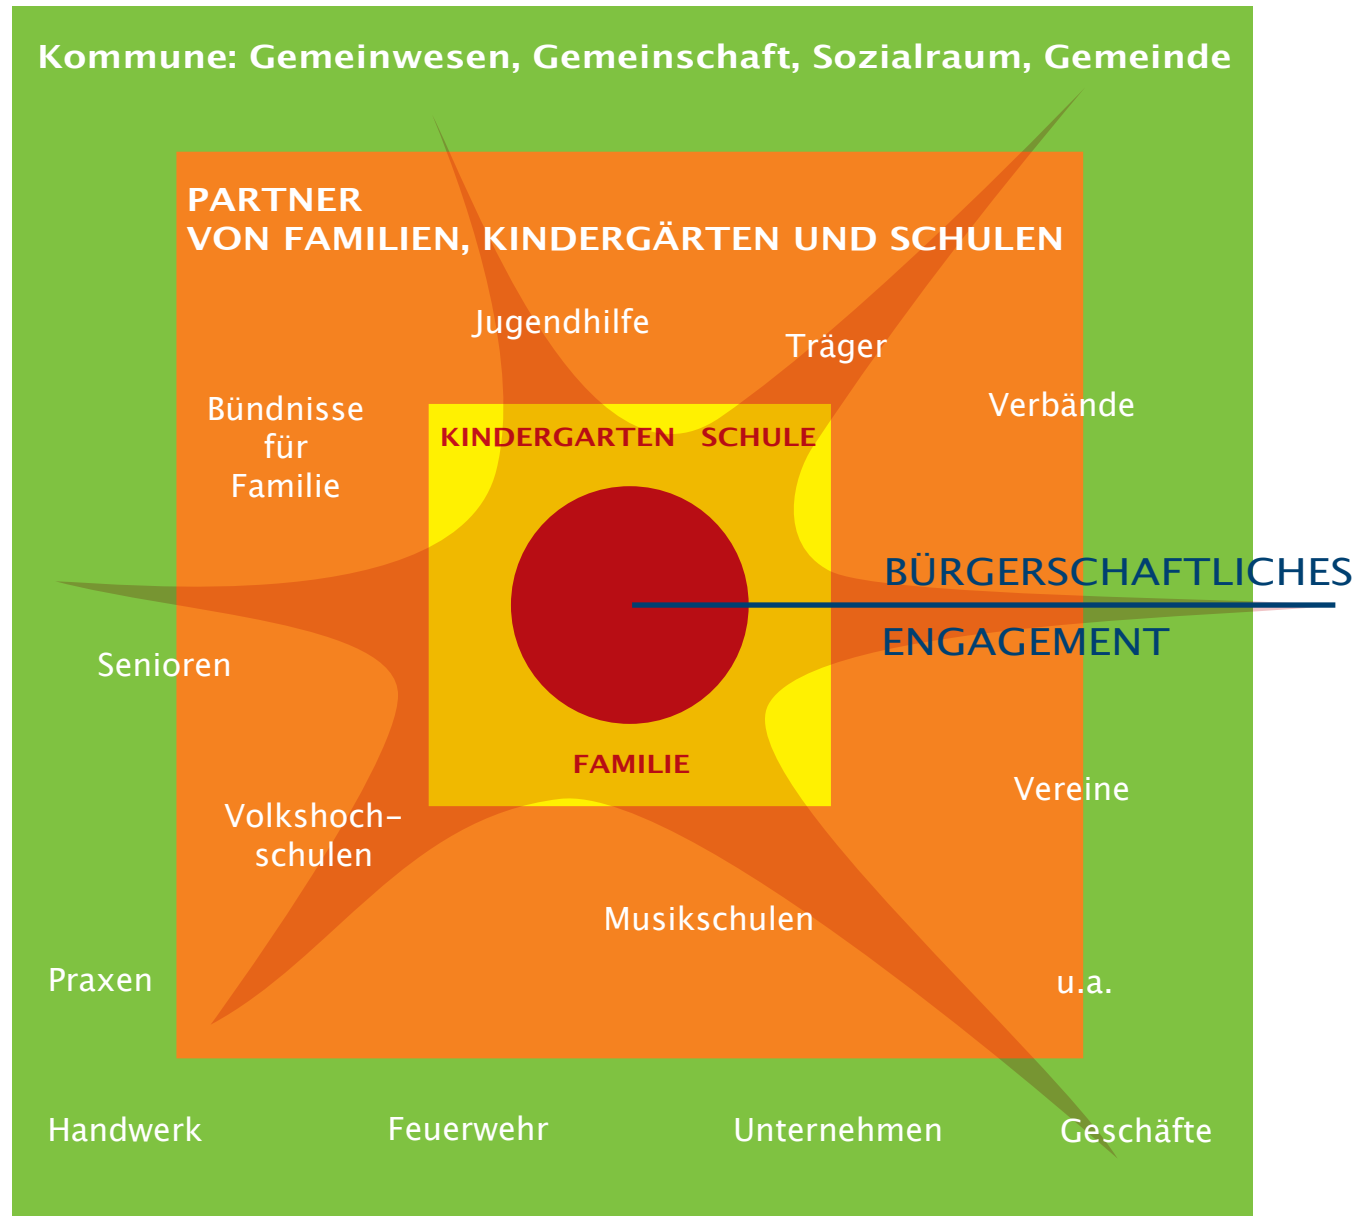 Kommune: Gemeinwesen, Gemeinschaft, Sozialraum, Gemeinde
PARTNER
VON FAMILIEN, KINDERGÄRTEN UND SCHULEN
Jugendhilfe
Träger
Verbände
Bündnisse
für
Familie
KINDERGARTEN SCHULE
BÜRGERSCHAFTLICHES
ENGAGEMENT
Senioren
FAMILIE
Vereine
Volkshoch-
schulen
Musikschulen
Praxen
u.a.
Handwerk
Feuerwehr
Unternehmen
Geschäfte